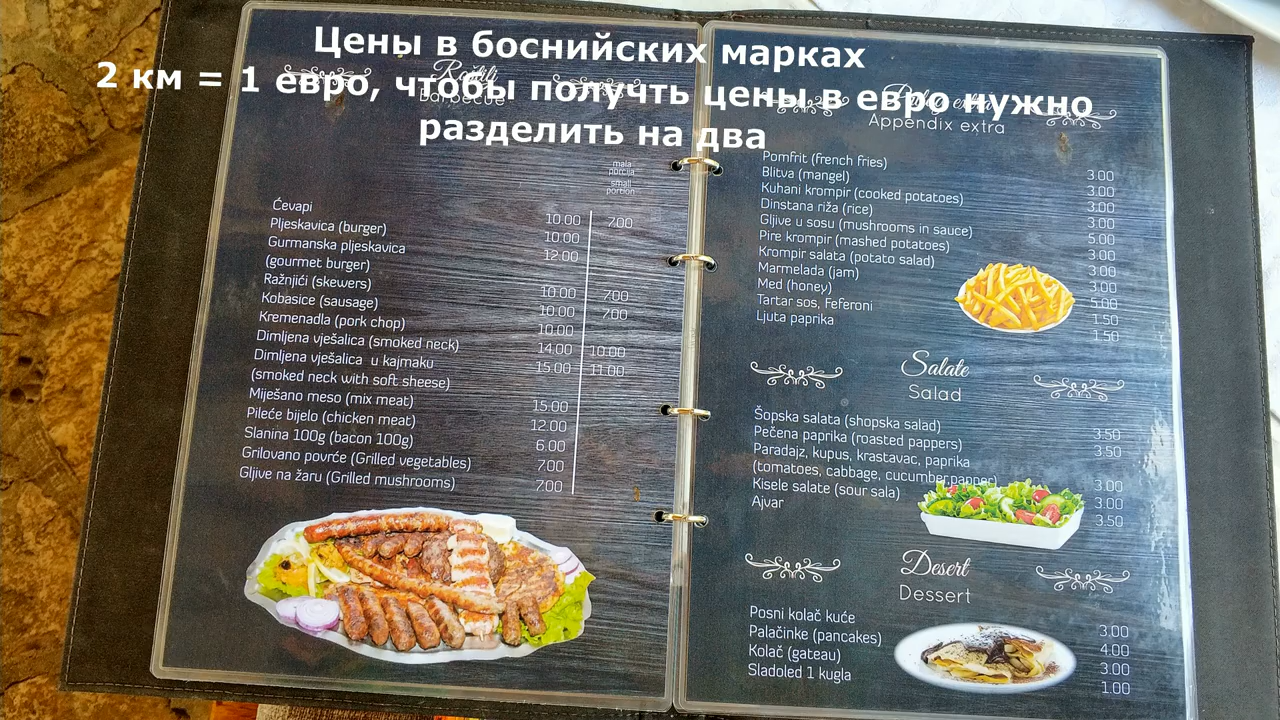 Цены в боснийских марках
2 км = 1 евро, чтобы получть цены в евро нужно
разделить на два
Barbecue
mala
porcija
small
portion
Ćevapi 10.00 7.00
Pljeskavica (burger) 10.00
Gurmanska pljeskavica 12.00
(gourmet burger)
Ražnjići (skewers) 10.00 7.00
Kobasice (sausage) 10.00 7.00
Kremenadla (pork chop) 10.00
Dimljena vješalica (smoked neck) 14.00 10.00
Dimljena vješalica u kajmaku 15.00 11.00
(smoked neck with soft sheese)
Miješano meso (mix meat) 15.00
Pileće bijelo (chicken meat) 12.00
Slanina 100g (bacon 100g) 6.00
Grilovano povrće (Grilled vegetables) 7.00
Gljive na žaru (Grilled mushrooms) 7.00
extra
Appendix extra
Pomfrit (french fries) 3.00
Blitva (mangel) 3.00
Kuhani krompir (cooked potatoes) 3.00
Dinstana riža (rice) 3.00
Gljive u sosu (mushrooms in sauce) 5.00
Pire krompir (mashed potatoes) 3.00
Krompir salata (potato salad) 3.00
Marmelada (jam) 3.00
Med (honey) 5.00
Tartar sos, Feferoni 1.50
Ljuta paprika 1.50
Salate
Salad
Šopska salata (shopska salad) 3.50
Pečena paprika (roasted pappers) 3.50
Paradajz, kupus, krastavac, paprika
(tomatoes, cabbage, cucumber,papper) 3.00
Kisele salate (sour sala) 3.00
Ajvar 3.50
Desert
Dessert
Posni kolač kuće 3.00
Palačinke (pancakes) 4.00
Kolač (gateau) 3.00
Sladoled 1 kugla 1.00